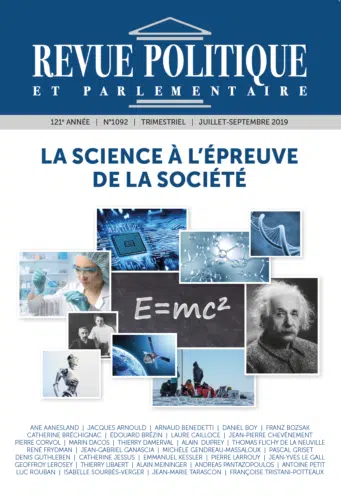 REVUE POLITIQUE
ET PARLEMENTAIRE
121e ANNÉE | N°1092 | TRIMESTRIEL | JUILLET-SEPTEMBRE 2019
LA SCIENCE À L'ÉPREUVE
DE LA SOCIÉTÉ
E=mc²
ANE AANESLAND | JACQUES ARNOULD | ARNAUD BENEDETTI | DANIEL BOY | FRANZ BOZSAK
CATHERINE BRÉCHIGNAC | ÉDOUARD BRÉZIN | LAURE CAILLOCE | JEAN-PIERRE CHEVÈNEMENT
PIERRE CORVOL | MARIN DACOS | THIERRY DAMERVAL | ALAIN DUPREY | THOMAS FLICHY DE LA NEUVILLE
RENÉ FRYDMAN | JEAN-GABRIEL GANASCIA | MICHÈLE GENDREAU-MASSALOUX | PASCAL GRISET
DENIS GUTHLEBEN | CATHERINE JESSUS | EMMANUEL KESSLER | PIERRE LARROUY | JEAN-YVES LE GALL
GEOFFROY LEROSEY | THIERRY LIBAERT | ALAIN MEININGER | ANDREAS PANTAZOPOULOS | ANTOINE PETIT
LUC ROUBAN | ISABELLE SOURBÈS-VERGER | JEAN-MARIE TARASCON | FRANÇOISE TRISTANI-POTTEAUX